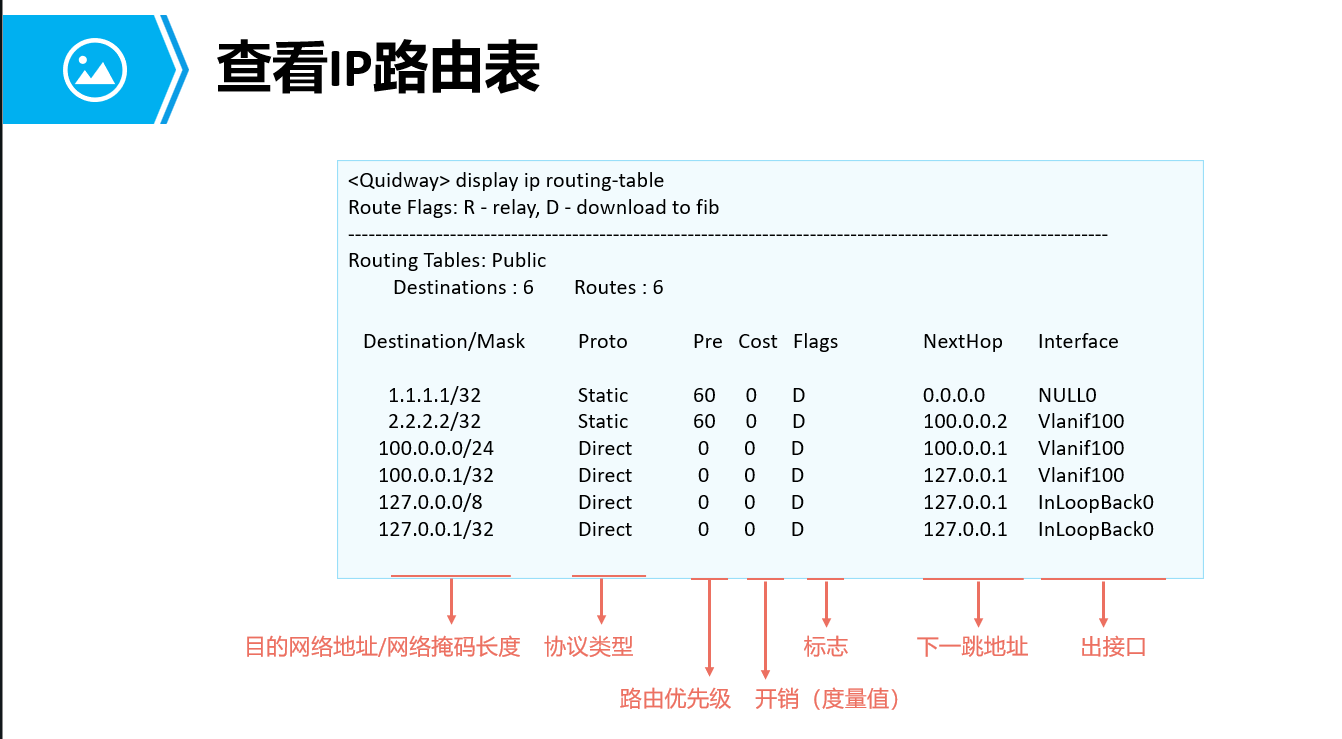 查看IP路由表
<Quidway> display ip routing-table
Route Flags: R - relay, D - download to fib
----------------------------------------------------------------------------------------------------------------
Routing Tables: Public
Destinations : 6 Routes : 6
Destination/Mask Proto Pre Cost Flags NextHop Interface
1.1.1.1/32 Static 60 0 D 0.0.0.0 NULL0
2.2.2.2/32 Static 60 0 D 100.0.0.2 Vlanif100
100.0.0.0/24 Direct 0 0 D 100.0.0.1 Vlanif100
100.0.0.1/32 Direct 0 0 D 127.0.0.1 Vlanif100
127.0.0.0/8 Direct 0 0 D 127.0.0.1 InLoopBack0
127.0.0.1/32 Direct 0 0 D 127.0.0.1 InLoopBack0
目的网络地址/网络掩码长度 协议类型 标志 下一跳地址 出接口
路由优先级 开销（度量值）